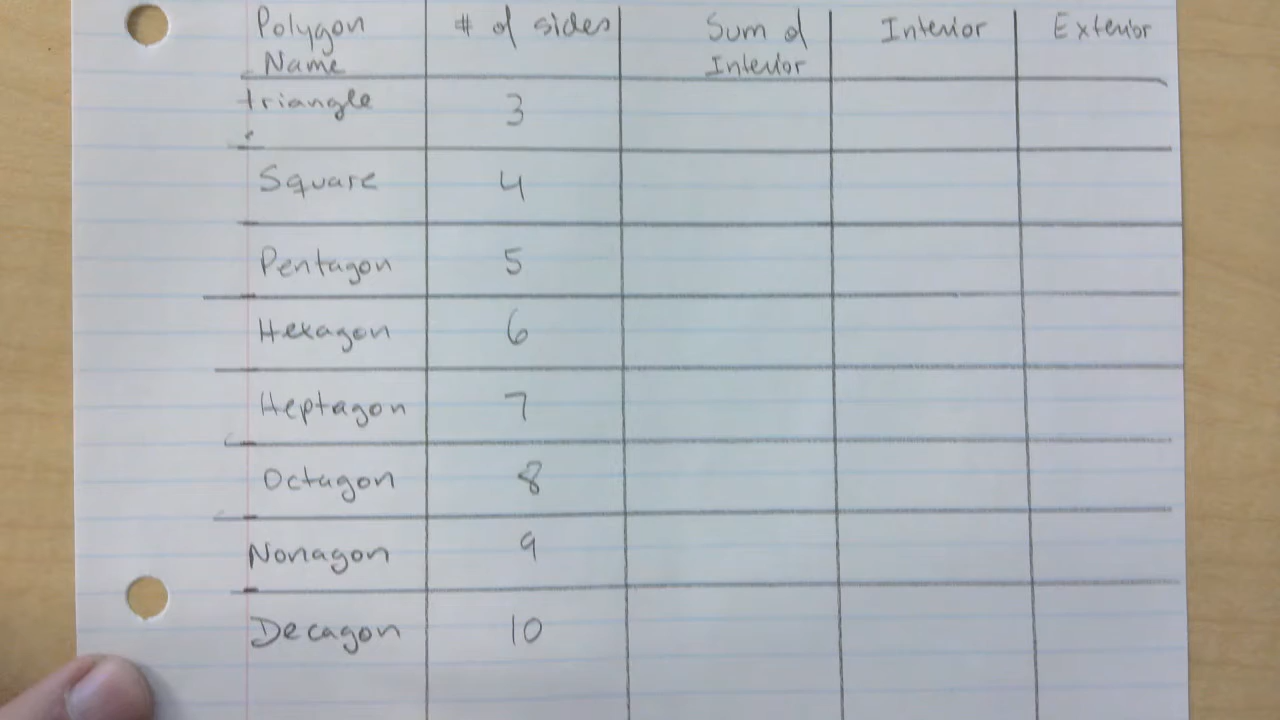 Polygon Name # of sides Sum of Interior Interior Exterior
triangle 3
Square 4
Pentagon 5
Hexagon 6
Heptagon 7
Octagon 8
Nonagon 9
Decagon 10